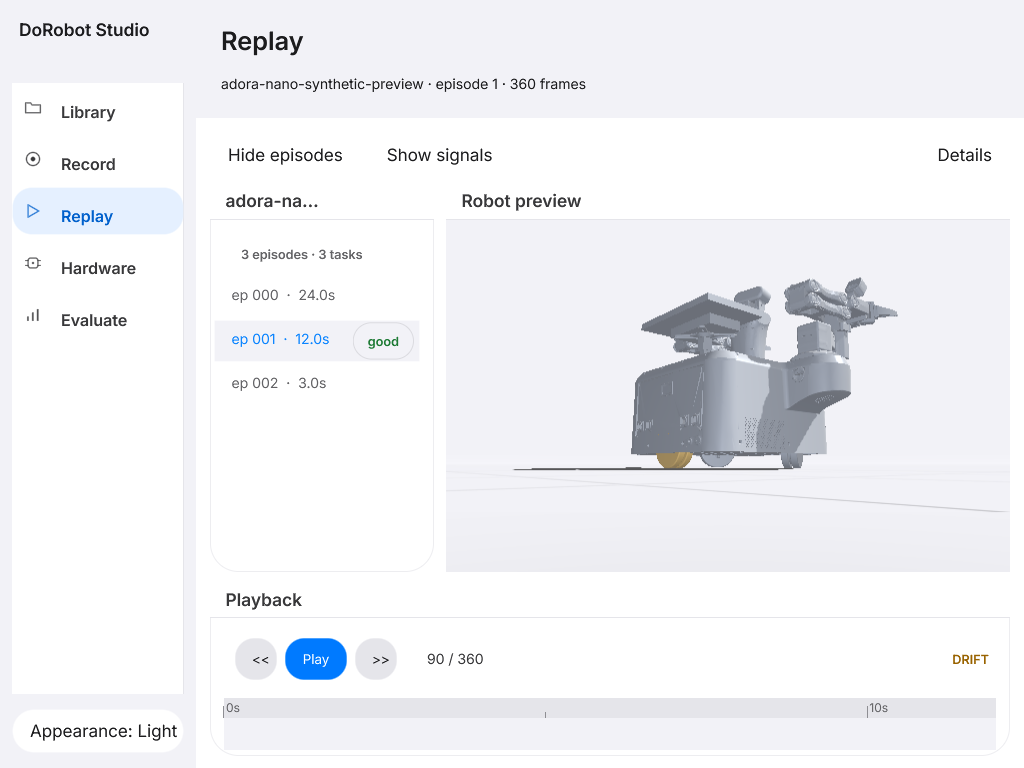 DoRobot Studio
Library
Record
Replay
Hardware
Evaluate
Appearance: Light
Replay
adora-nano-synthetic-preview · episode 1 · 360 frames
Hide episodes
Show signals
Details
adora-na...
3 episodes · 3 tasks
ep 000 · 24.0s
ep 001 · 12.0s
good
ep 002 · 3.0s
Robot preview
Playback
<<
Play
>>
90 / 360
DRIFT
0s
10s